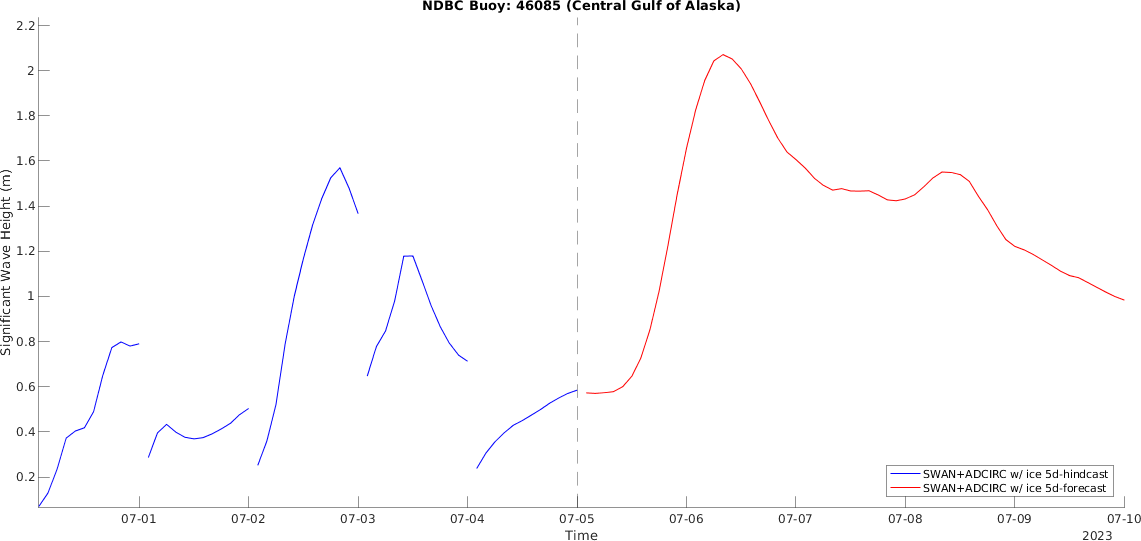 NDBC Buoy: 46085 (Central Gulf of Alaska)
Significant Wave Height (m)
2.2
2
1.8
1.6
1.4
1.2
1
0.8
0.6
0.4
0.2
SWAN+ADCIRC w/ ice 5d-hindcast
SWAN+ADCIRC w/ ice 5d-forecast
07-01 07-02 07-03 07-04 07-05 07-06 07-07 07-08 07-09 07-10
Time
2023